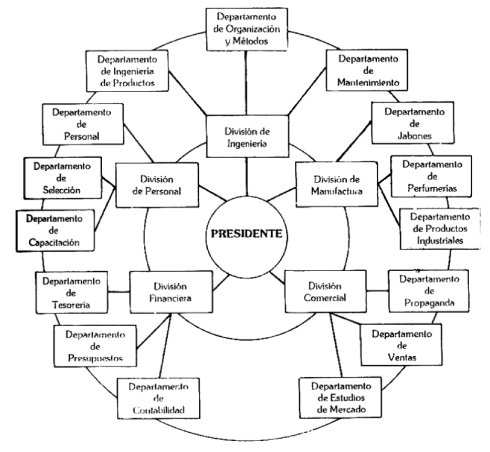 Departamento
de Organización
y Métodos
Departamento
de Ingeniería
de Productos
Departamento
de
Mantenimiento
Departamento
de
Personal
División de
Ingeniería
Departamento
de
Jabones
Departamento
de
Selección
División
de Personal
División de
Manufactura
Departamento
de
Perfumerías
Departamento
de
Capacitación
PRESIDENTE
Departamento
de Productos
Industriales
Departamento
de
Tesorería
División
Financiera
División
Comercial
Departamento
de
Propaganda
Departamento
de
Presupuestos
Departamento
de
Ventas
Departamento
de
Contabilidad
Departamento
de Estudios
de Mercado